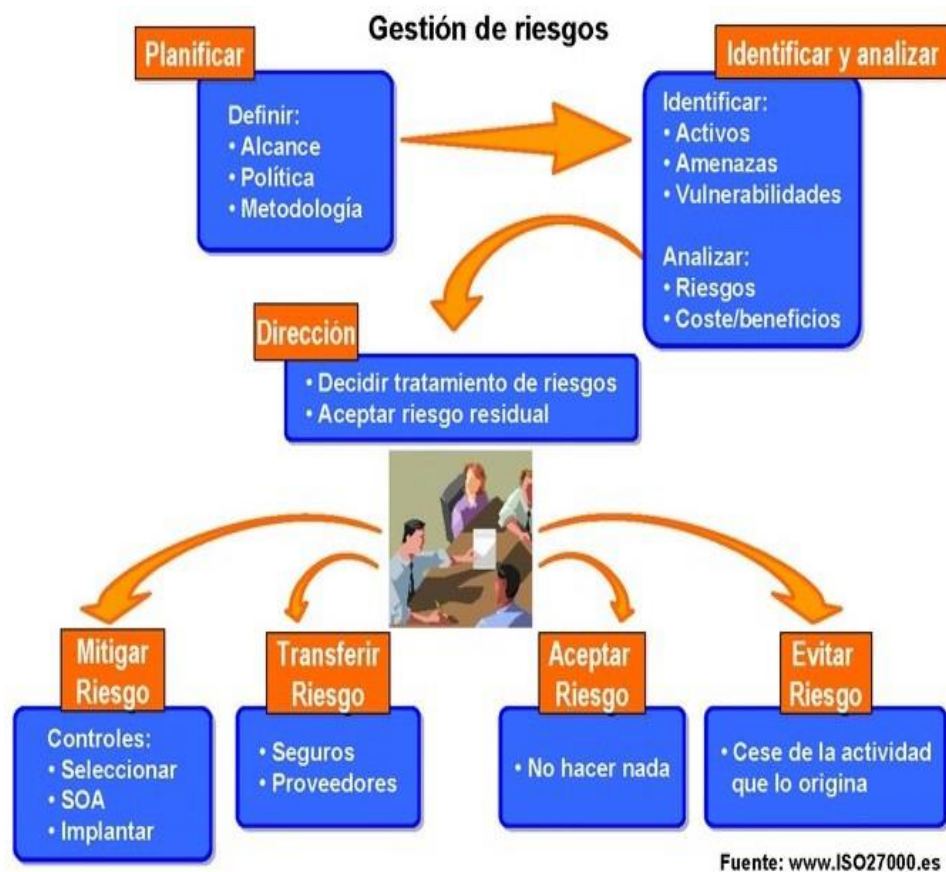 Gestión de riesgos
Planificar
Definir:
• Alcance
• Política
• Metodología
Identificar y analizar
Identificar:
• Activos
• Amenazas
• Vulnerabilidades
Analizar:
• Riesgos
• Coste/beneficios
Dirección
• Decidir tratamiento de riesgos
• Aceptar riesgo residual
Mitigar
Riesgo
Controles:
• Seleccionar
• SOA
• Implantar
Transferir
Riesgo
• Seguros
• Proveedores
Aceptar
Riesgo
• No hacer nada
Evitar
Riesgo
• Cese de la actividad
que lo origina
Fuente: www.ISO27000.es